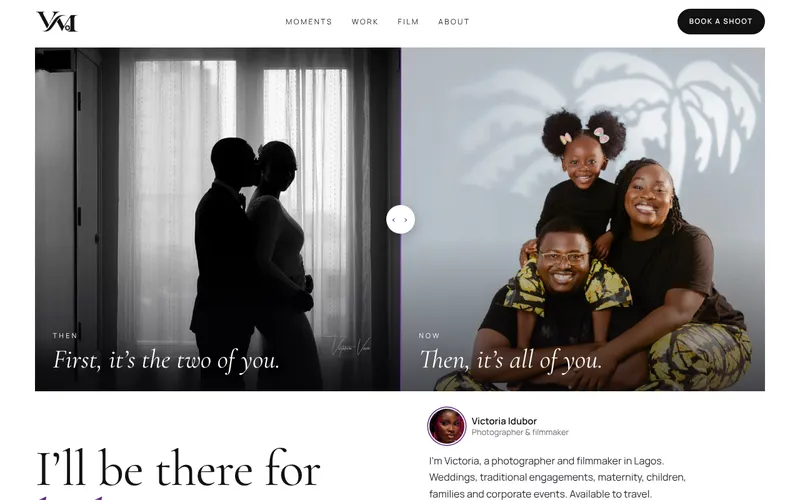 VM
MOMENTS
WORK
FILM
ABOUT
BOOK A SHOOT
THEN
First, it’s the two of you.
NOW
Then, it’s all of you.
Victoria Idubor
Photographer & filmmaker
I’ll be there for
I’m Victoria, a photographer and filmmaker in Lagos.
Weddings, traditional engagements, maternity, children,
families and corporate events. Available to travel.